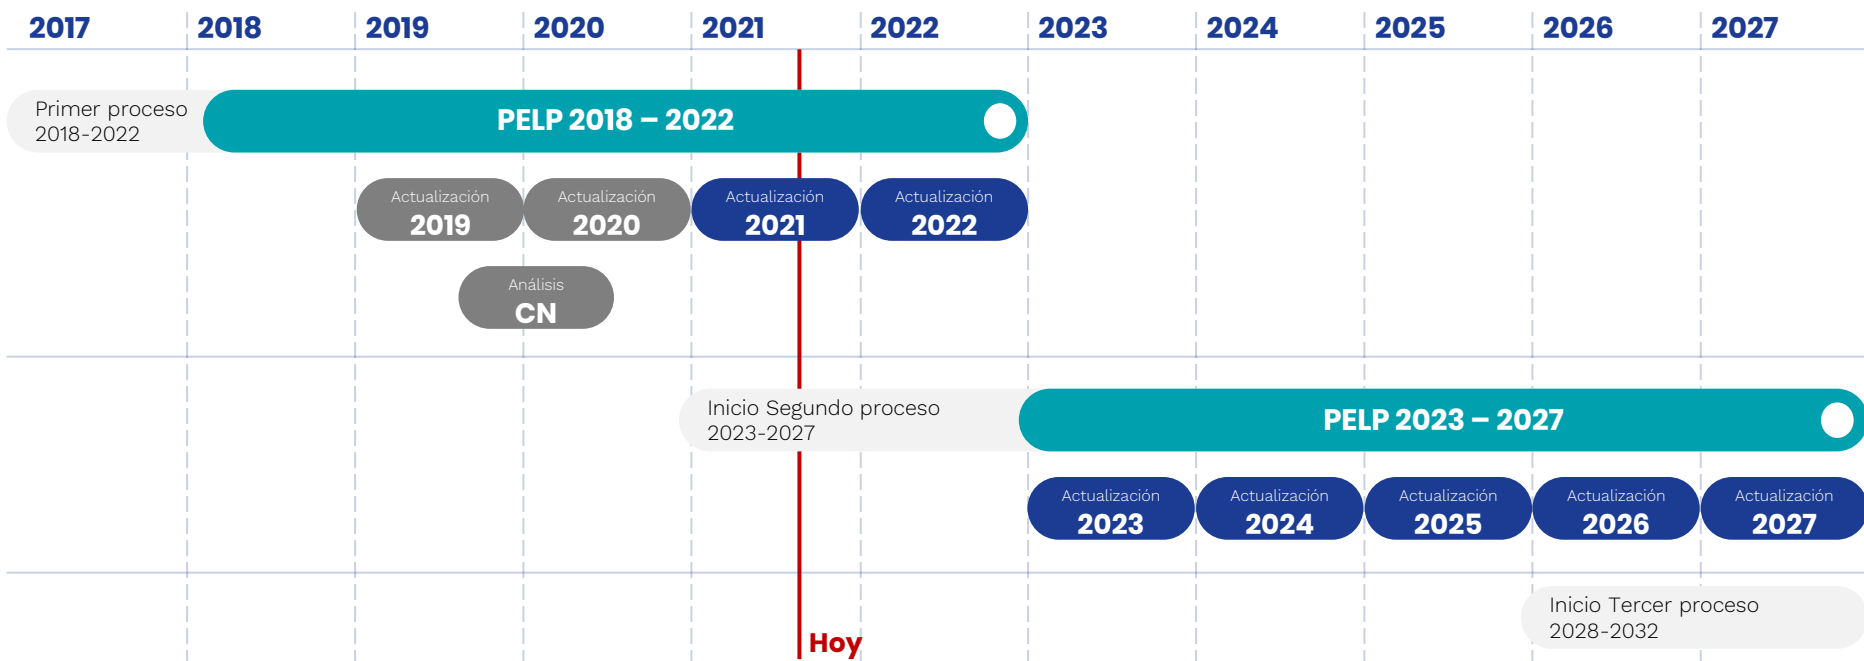 2017 2018 2019 2020 2021 2022 2023 2024 2025 2026 2027
Primer proceso
2018-2022
PELP 2018 – 2022
Actualización
2019
Actualización
2020
Actualización
2021
Actualización
2022
Análisis
CN
Inicio Segundo proceso
2023-2027
PELP 2023 – 2027
Actualización
2023
Actualización
2024
Actualización
2025
Actualización
2026
Actualización
2027
Inicio Tercer proceso
2028-2032
Hoy